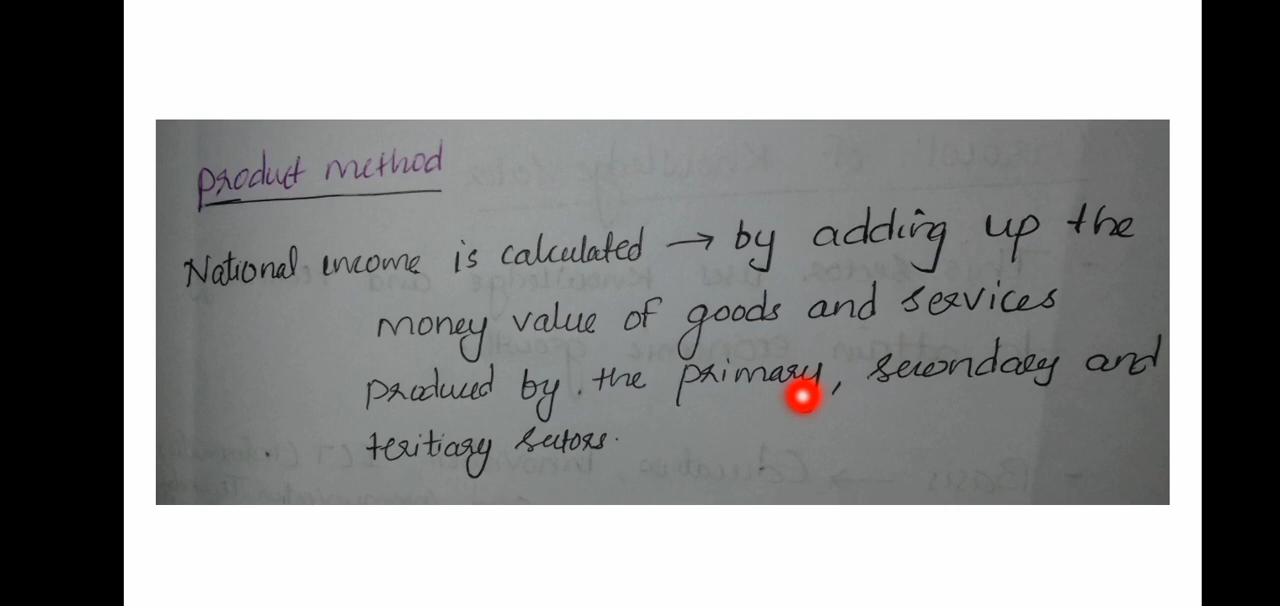 Product method
National income is calculated → by adding up the
money value of goods and services
produced by the primary, secondary and
teritiary sectors.